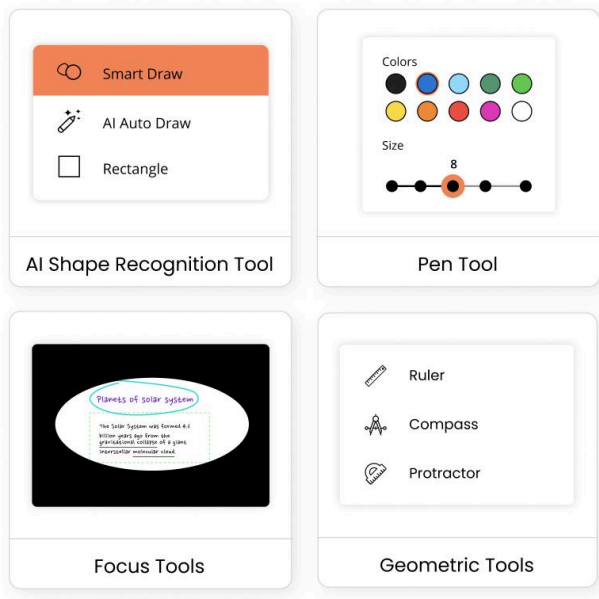 Smart Draw
AI Auto Draw
Rectangle
AI Shape Recognition Tool
Colors
Size
8
Pen Tool
Planets of solar system
The Solar System was formed 4.6
billion years ago from the
gravitational collapse of a giant
interstellar molecular cloud.
Focus Tools
Ruler
Compass
Protractor
Geometric Tools